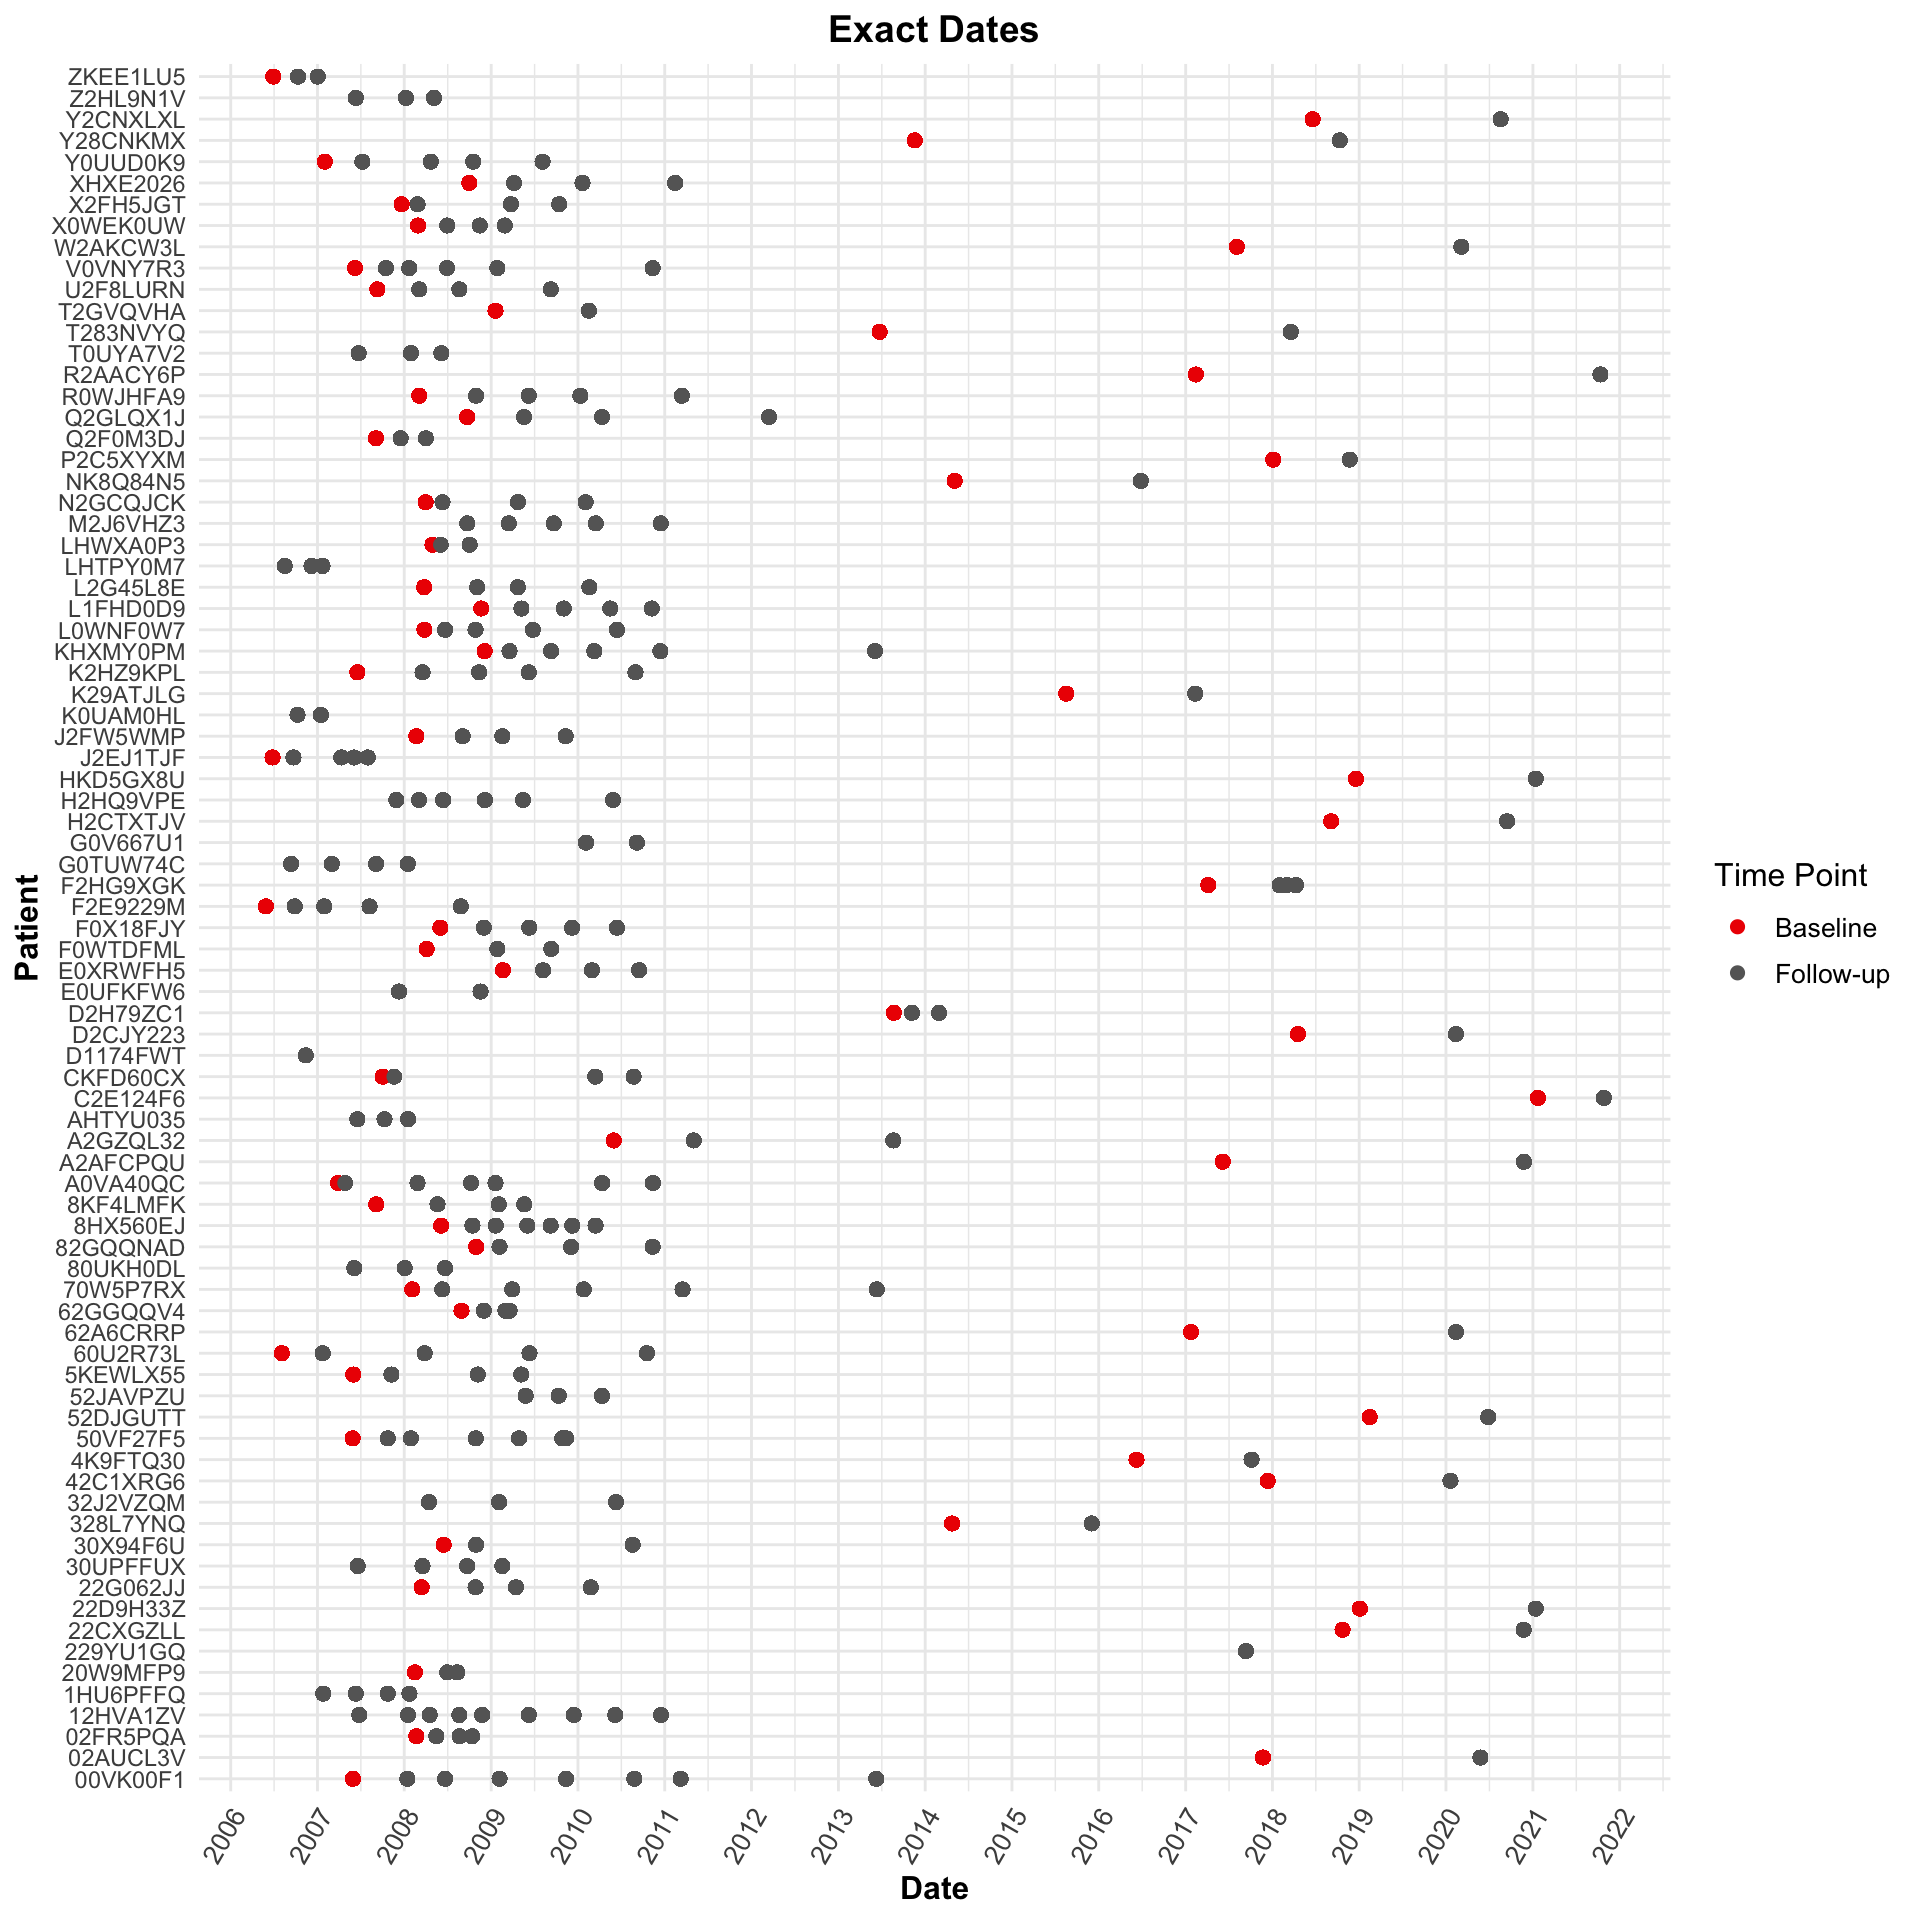 Exact Dates
ZKEE1LU5
Z2HL9N1V
Y2CNXLXL
Y28CNKMX
Y0UUD0K9
XHXE2026
X2FH5JGT
X0WEK0UW
W2AKCW3L
V0VNY7R3
U2F8LURN
T2GVQVHA
T283NVYQ
T0UYA7V2
R2AACY6P
R0WJHFA9
Q2GLQX1J
Q2F0M3DJ
P2C5XYXM
NK8Q84N5
N2GCQJCK
M2J6VHZ3
LHWXA0P3
LHTPY0M7
L2G45L8E
L1FHD0D9
L0WNF0W7
KHXMY0PM
K2HZ9KPL
K29ATJLG
K0UAM0HL
J2FW5WMP
J2EJ1TJF
HKD5GX8U
H2HQ9VPE
H2CTXTJV
G0V667U1
G0TUW74C
F2HG9XGK
F2E9229M
F0X18FJY
F0WTDFML
E0XRWFH5
E0UFKFW6
D2H79ZC1
D2CJY223
D1174FWT
CKFD60CX
C2E124F6
AHTYU035
A2GZQL32
A2AFCPQU
A0VA40QC
8KF4LMFK
8HX560EJ
82GQQNAD
80UKH0DL
70W5P7RX
62GGQQV4
62A6CRRP
60U2R73L
5KEWLX55
52JAVPZU
52DJGUTT
50VF27F5
4K9FTQ30
42C1XRG6
32J2VZQM
328L7YNQ
30X94F6U
30UPFFUX
22G062JJ
22D9H33Z
22CXGZLL
229YU1GQ
20W9MFP9
1HU6PFFQ
12HVA1ZV
02FR5PQA
02AUCL3V
00VK00F1
Patient
2006 2007 2008 2009 2010 2011 2012 2013 2014 2015 2016 2017 2018 2019 2020 2021 2022
Date
Time Point
Baseline
Follow-up